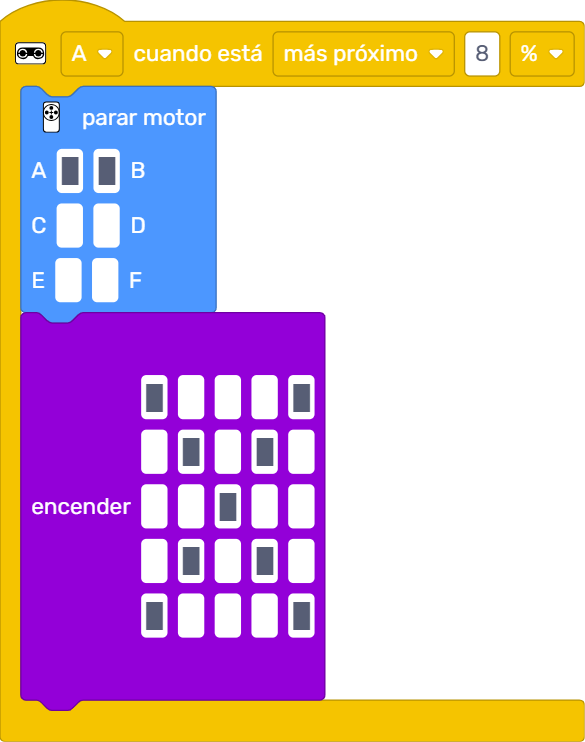 A cuando está más próximo 8 %
parar motor
A B
C D
E F
encender